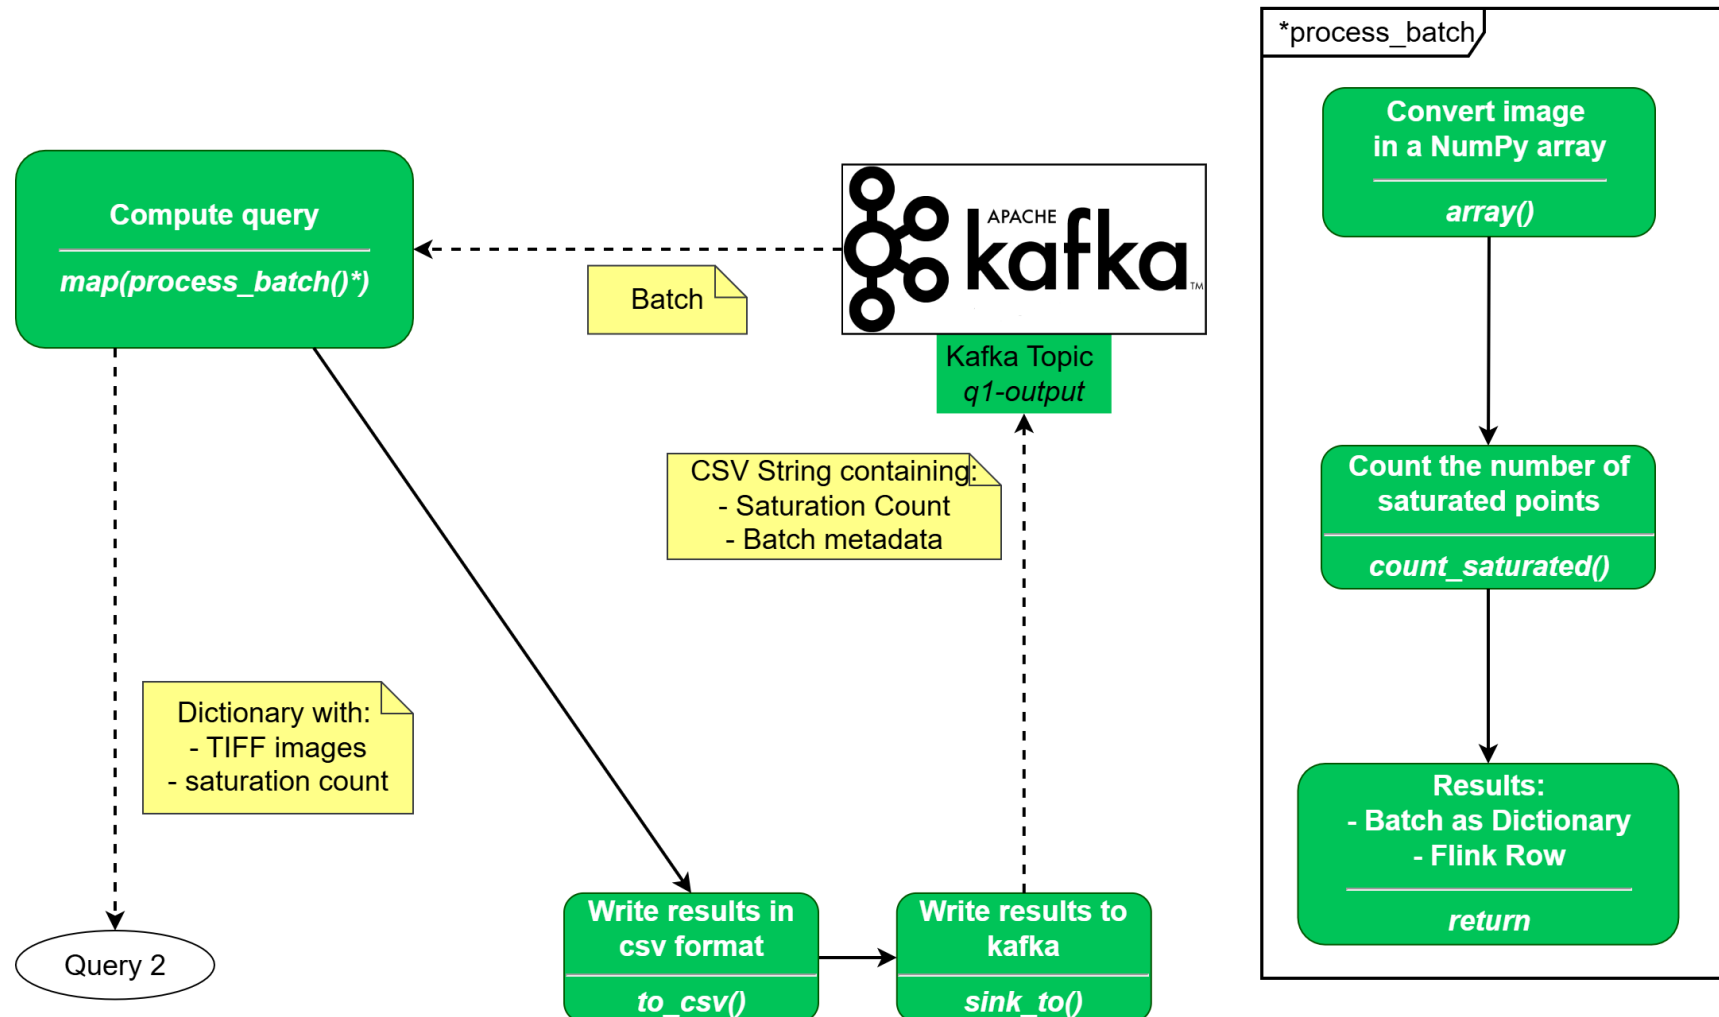 *process_batch
Convert image
in a NumPy array
array()
Compute query
map(process_batch()*)
APACHE
kafka
TM
Batch
Kafka Topic
q1-output
CSV String containing:
- Saturation Count
- Batch metadata
Count the number of
saturated points
count_saturated()
Dictionary with:
- TIFF images
- saturation count
Results:
- Batch as Dictionary
- Flink Row
return
Query 2
Write results in
csv format
to_csv()
Write results to
kafka
sink_to()